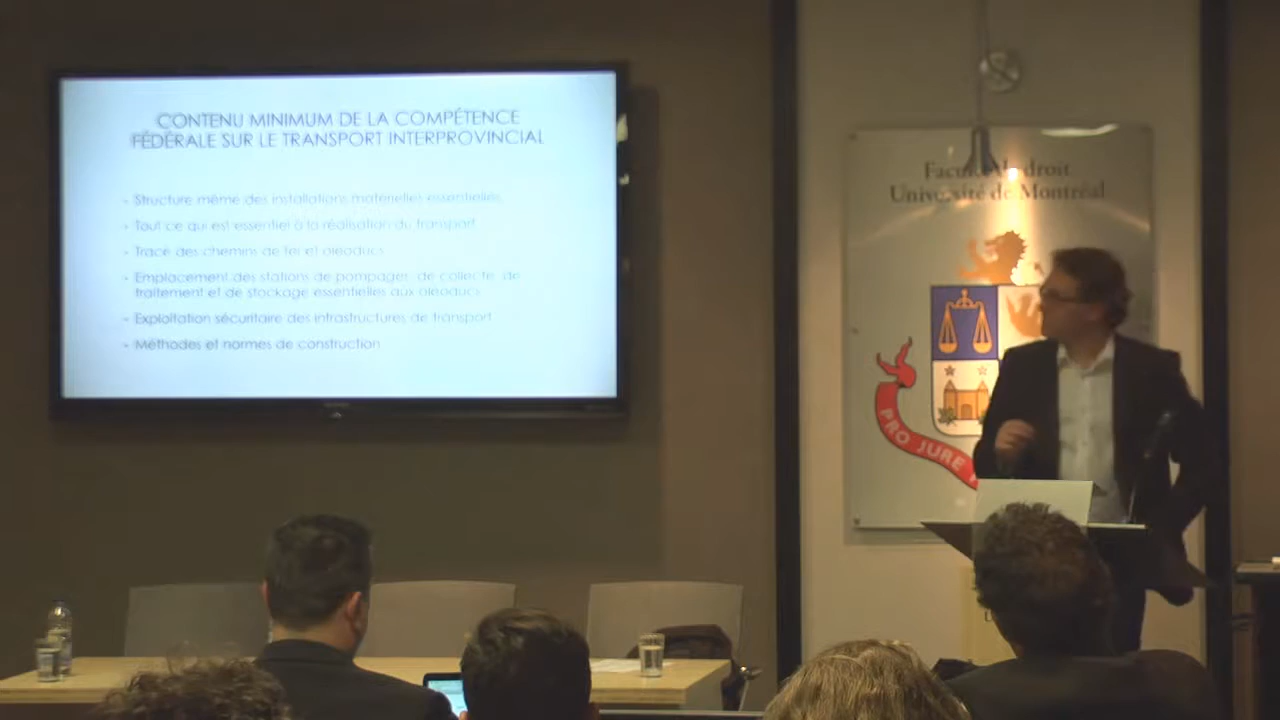 CONTENU MINIMUM DE LA COMPÉTENCE
FÉDÉRALE SUR LE TRANSPORT INTERPROVINCIAL
- Structure même des installations matérielles essentielles
- Tout ce qui est essentiel à la réalisation du transport
- Tracé des chemins de fer et oléoducs
- Emplacement des stations de pompages, de collecte, de
traitement et de stockage essentielles aux oléoducs
- Exploitation sécuritaire des infrastructures de transport
- Méthodes et normes de construction
Faculté de droit
Université de Montréal
PRO JURE